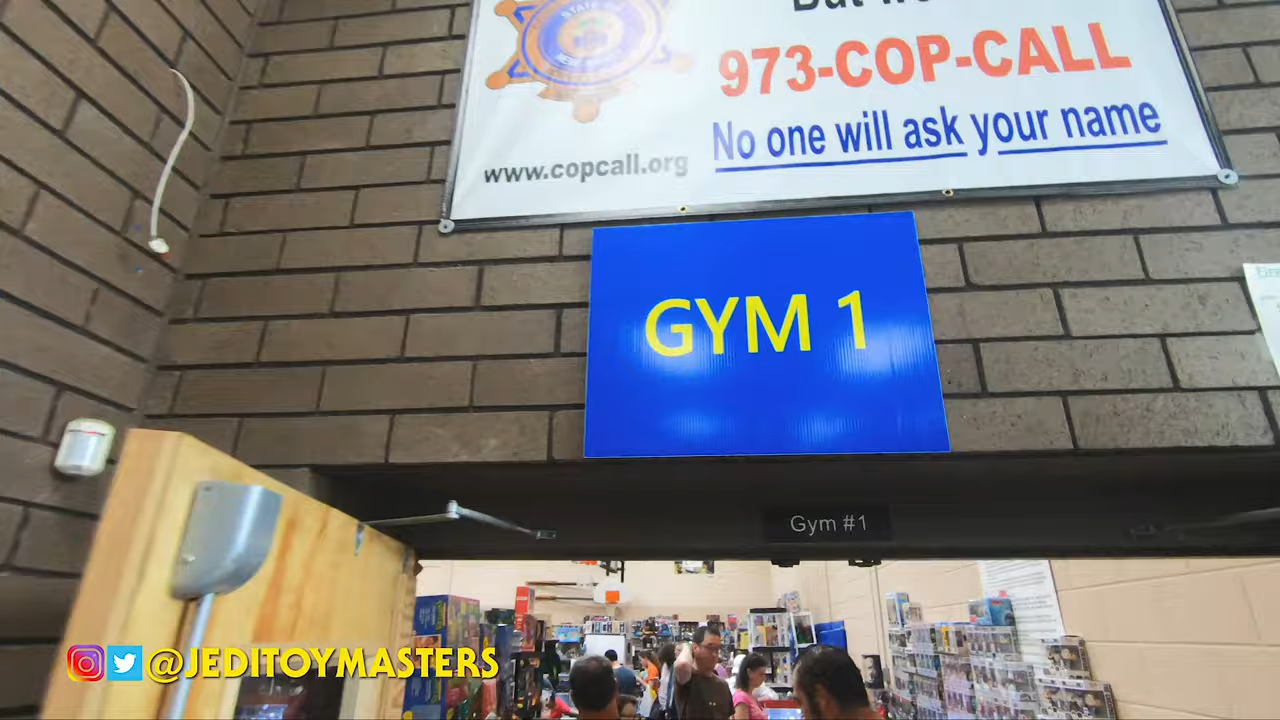 973-COP-CALL
No one will ask your name
www.copcall.org
GYM 1
Gym #1
@JEDITOYMASTERS